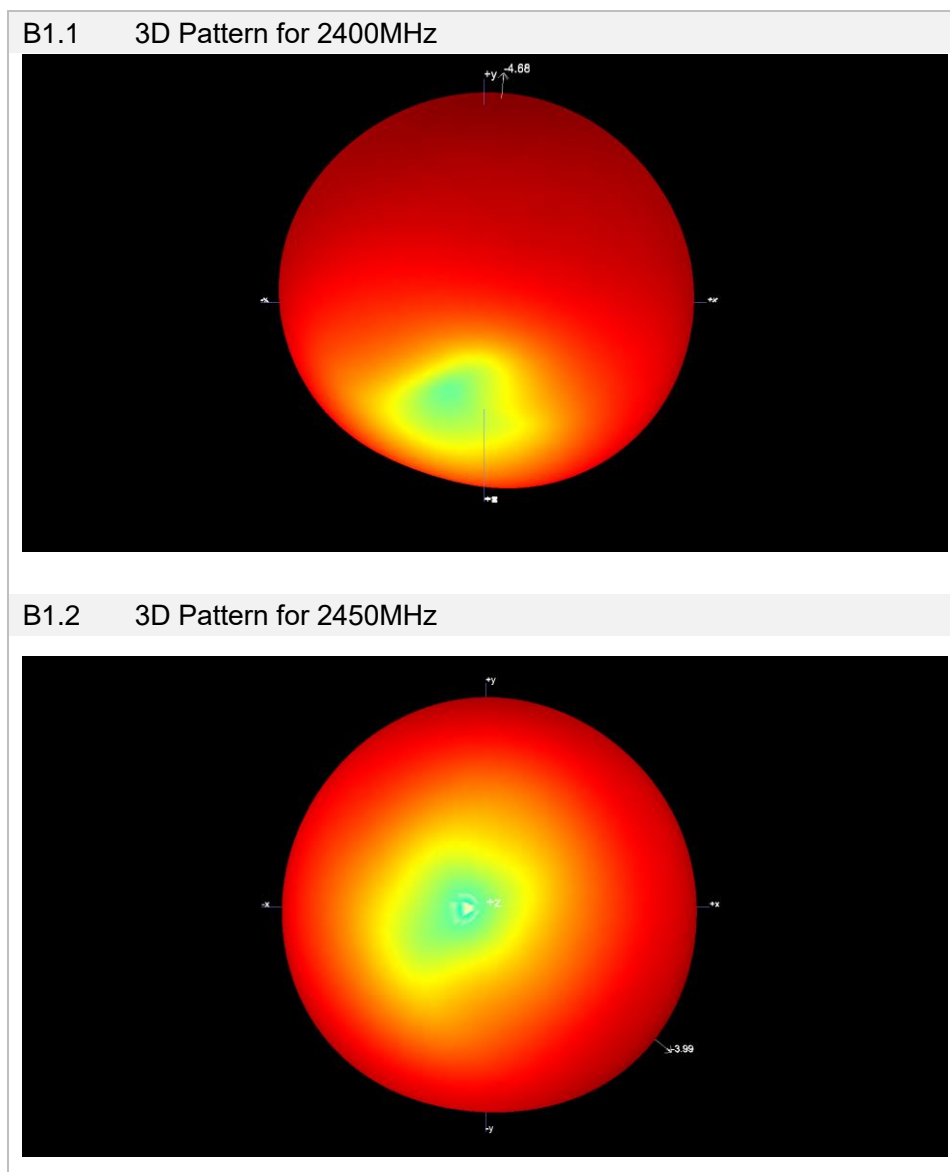 B1.1 3D Pattern for 2400MHz
+y -4.68
-x +x
B1.2 3D Pattern for 2450MHz
+y
-x +z +x
-3.99
-y